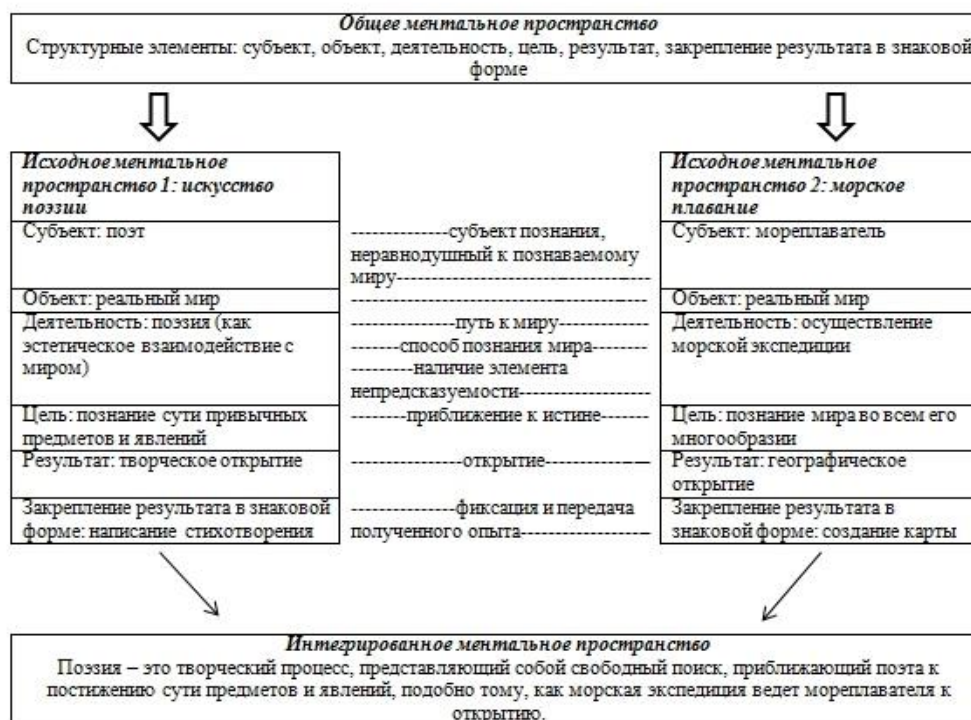 Общее ментальное пространство
Структурные элементы: субъект, объект, деятельность, цель, результат, закрепление результата в знаковой
форме
Исходное ментальное
пространство 1: искусство
поэзии
Субъект: поэт
Объект: реальный мир
Деятельность: поэзия (как
эстетическое взаимодействие с
миром)
Цель: познание сути привычных
предметов и явлений
Результат: творческое открытие
Закрепление результата в знаковой
форме: написание стихотворения
--------------субъект познания,
неравнодушный к познаваемому
миру------------------------------------
------------------------------------------
---------------путь к миру-------------
-------способ познания мира--------
---------наличие элемента
непредсказуемости-------------------
--------приближение к истине-------
----------------открытие---------------
---------------фиксация и передача
полученного опыта-------------------
Исходное ментальное
пространство 2: морское
плавание
Субъект: мореплаватель
Объект: реальный мир
Деятельность: осуществление
морской экспедиции
Цель: познание мира во всем его
многообразии
Результат: географическое
открытие
Закрепление результата в
знаковой форме: создание карты
Интегрированное ментальное пространство
Поэзия – это творческий процесс, представляющий собой свободный поиск, приближающий поэта к
постижению сути предметов и явлений, подобно тому, как морская экспедиция ведет мореплавателя к
открытию.